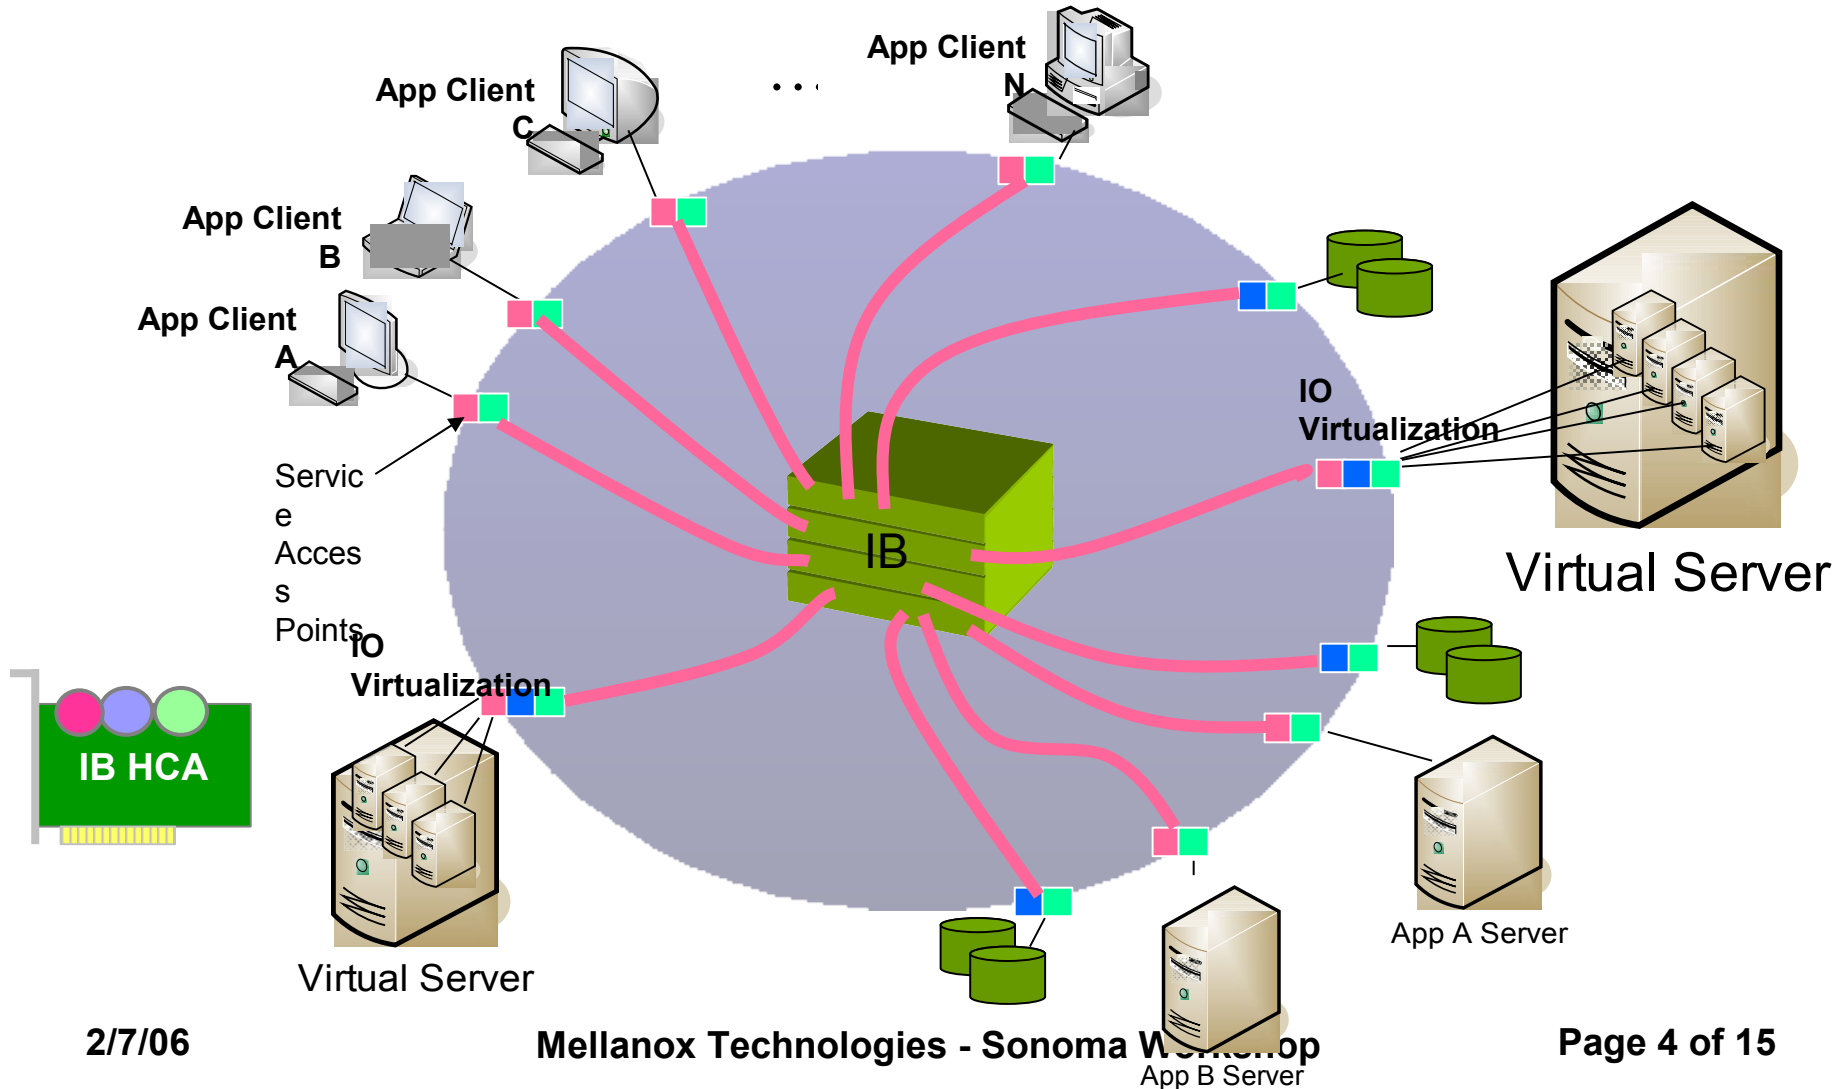 App Client
N
App Client
C
...
App Client
B
App Client
A
IO
Virtualization
Servic
e
Acces
s
Points
IB
Virtual Server
IO
Virtualization
IB HCA
App A Server
Virtual Server
2/7/06
Mellanox Technologies - Sonoma Workshop
Page 4 of 15
App B Server